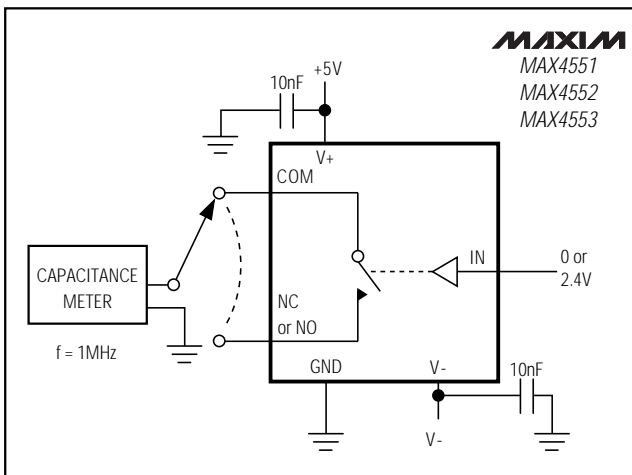 MAXIM
MAX4551
MAX4552
MAX4553
+5V
10nF
V+
COM
CAPACITANCE
METER
f = 1MHz
NC
or NO
IN
0 or
2.4V
GND
V-
10nF
V-